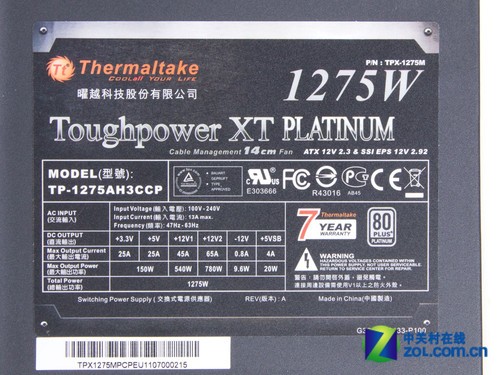 P/N : TPX-1275M
Tt Thermaltake
COOL all YOUR LIFE
曜越科技股份有限公司
1275W
Toughpower XT PLATINUM
Cable Management 14cm Fan
ATX 12V 2.3 & SSI EPS 12V 2.92
MODEL(型號):
TP-1275AH3CCP
E303666
R43016
AB45
AC INPUT
(交流輸入)
Input Voltage(輸入電壓): 100V-240V
Input Current(輸入電流): 13A max.
Frequency(頻率): 47Hz-63Hz
DC OUTPUT
(直流輸出) +3.3V +5V +12V1 +12V2 -12V +5VSB
Max Output Current
(最大輸出電流) 25A 25A 45A 65A 0.8A 4A
Max Output Power
(最大輸出功率) 150W 540W 780W 9.6W 20W
Total Power
(總輸出功率) 1275W
Thermaltake
7 YEAR
WARRANTY
80
PLUS
PLATINUM
WARNING
Switching Power Supply (交換式電源供應器)
REV(版本) : A
Made in China(中國製造)
TPX1275MPCPEU1107000215
中关村在线
ZOL.com.cn